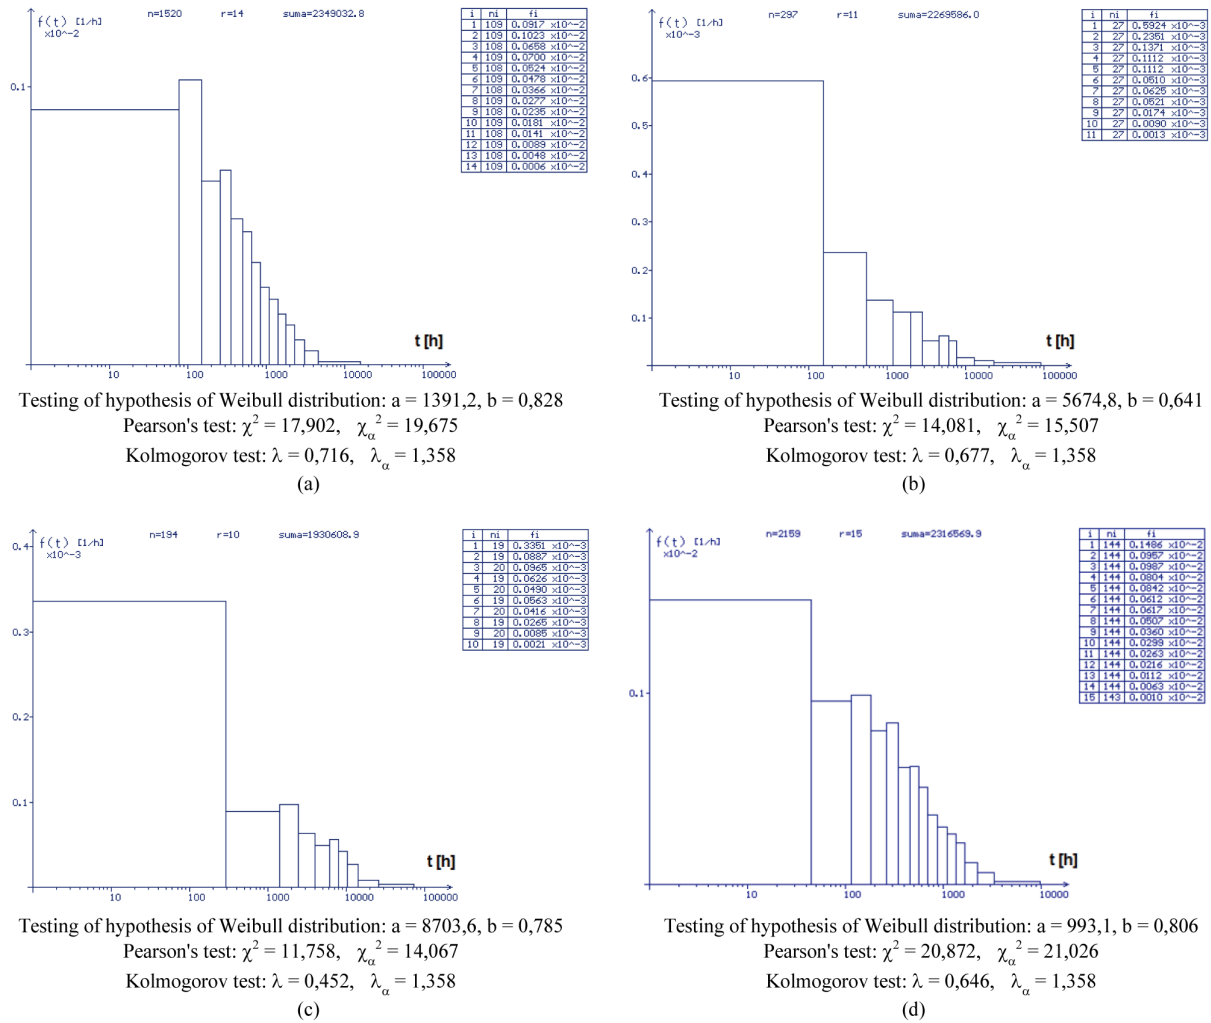 f(t) [1/h]
x10^-2
n=1520 r=14 suma=2349032.8
i ni fi
1 109 0.0917 x10^-2
2 109 0.1023 x10^-2
3 108 0.0658 x10^-2
4 109 0.0700 x10^-2
5 108 0.0524 x10^-2
6 109 0.0478 x10^-2
7 108 0.0366 x10^-2
8 109 0.0277 x10^-2
9 108 0.0235 x10^-2
10 109 0.0181 x10^-2
11 108 0.0141 x10^-2
12 109 0.0089 x10^-2
13 108 0.0048 x10^-2
14 109 0.0006 x10^-2
0.1
t [h]
10 100 1000 10000 100000
Testing of hypothesis of Weibull distribution: a = 1391,2, b = 0,828
Pearson's test: χ² = 17,902, χα² = 19,675
Kolmogorov test: λ = 0,716, λα = 1,358
(a)
f(t) [1/h]
x10^-3
n=297 r=11 suma=2269586.0
i ni fi
1 27 0.5924 x10^-3
2 27 0.2351 x10^-3
3 27 0.1371 x10^-3
4 27 0.1112 x10^-3
5 27 0.1112 x10^-3
6 27 0.0510 x10^-3
7 27 0.0625 x10^-3
8 27 0.0521 x10^-3
9 27 0.0174 x10^-3
10 27 0.0090 x10^-3
11 27 0.0013 x10^-3
0.6
0.5
0.4
0.3
0.2
0.1
t [h]
10 100 1000 10000 100000
Testing of hypothesis of Weibull distribution: a = 5674,8, b = 0,641
Pearson's test: χ² = 14,081, χα² = 15,507
Kolmogorov test: λ = 0,677, λα = 1,358
(b)
f(t) [1/h]
x10^-3
n=194 r=10 suma=1930608.9
i ni fi
1 19 0.3351 x10^-3
2 19 0.0887 x10^-3
3 20 0.0965 x10^-3
4 19 0.0626 x10^-3
5 20 0.0490 x10^-3
6 19 0.0563 x10^-3
7 20 0.0416 x10^-3
8 19 0.0265 x10^-3
9 20 0.0085 x10^-3
10 19 0.0021 x10^-3
0.4
0.3
0.2
0.1
t [h]
10 100 1000 10000 100000
Testing of hypothesis of Weibull distribution: a = 8703,6, b = 0,785
Pearson's test: χ² = 11,758, χα² = 14,067
Kolmogorov test: λ = 0,452, λα = 1,358
(c)
f(t) [1/h]
x10^-2
n=2159 r=15 suma=2316569.9
i ni fi
1 144 0.1486 x10^-2
2 144 0.0957 x10^-2
3 144 0.0987 x10^-2
4 144 0.0804 x10^-2
5 144 0.0842 x10^-2
6 144 0.0612 x10^-2
7 144 0.0617 x10^-2
8 144 0.0507 x10^-2
9 144 0.0360 x10^-2
10 144 0.0299 x10^-2
11 144 0.0263 x10^-2
12 144 0.0216 x10^-2
13 144 0.0112 x10^-2
14 144 0.0063 x10^-2
15 143 0.0010 x10^-2
0.1
t [h]
10 100 1000 10000
Testing of hypothesis of Weibull distribution: a = 993,1, b = 0,806
Pearson's test: χ² = 20,872, χα² = 21,026
Kolmogorov test: λ = 0,646, λα = 1,358
(d)